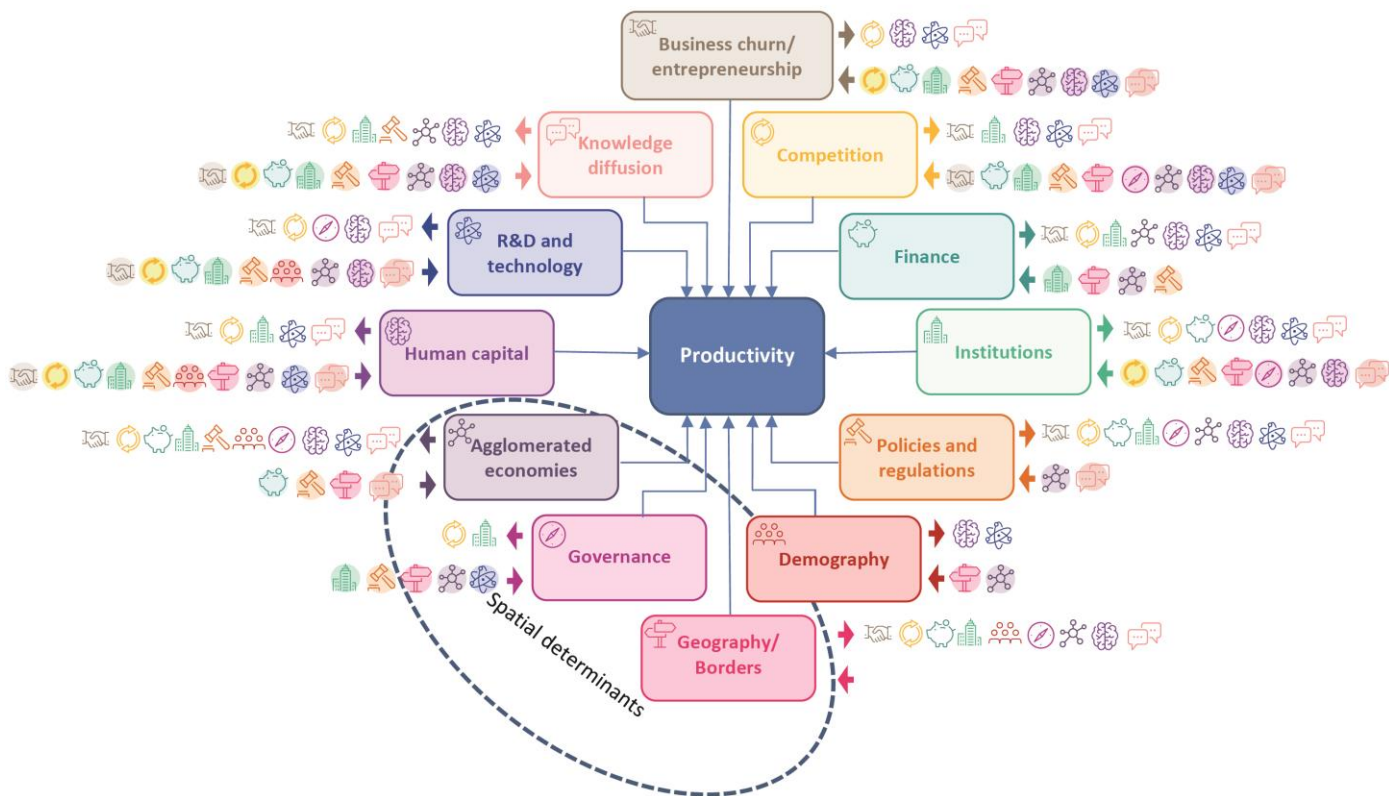 Business churn/
entrepreneurship
Knowledge
diffusion
Competition
R&D and
technology
Finance
Human capital
Productivity
Institutions
Agglomerated
economies
Policies and
regulations
Governance
Demography
Spatial determinants
Geography/
Borders